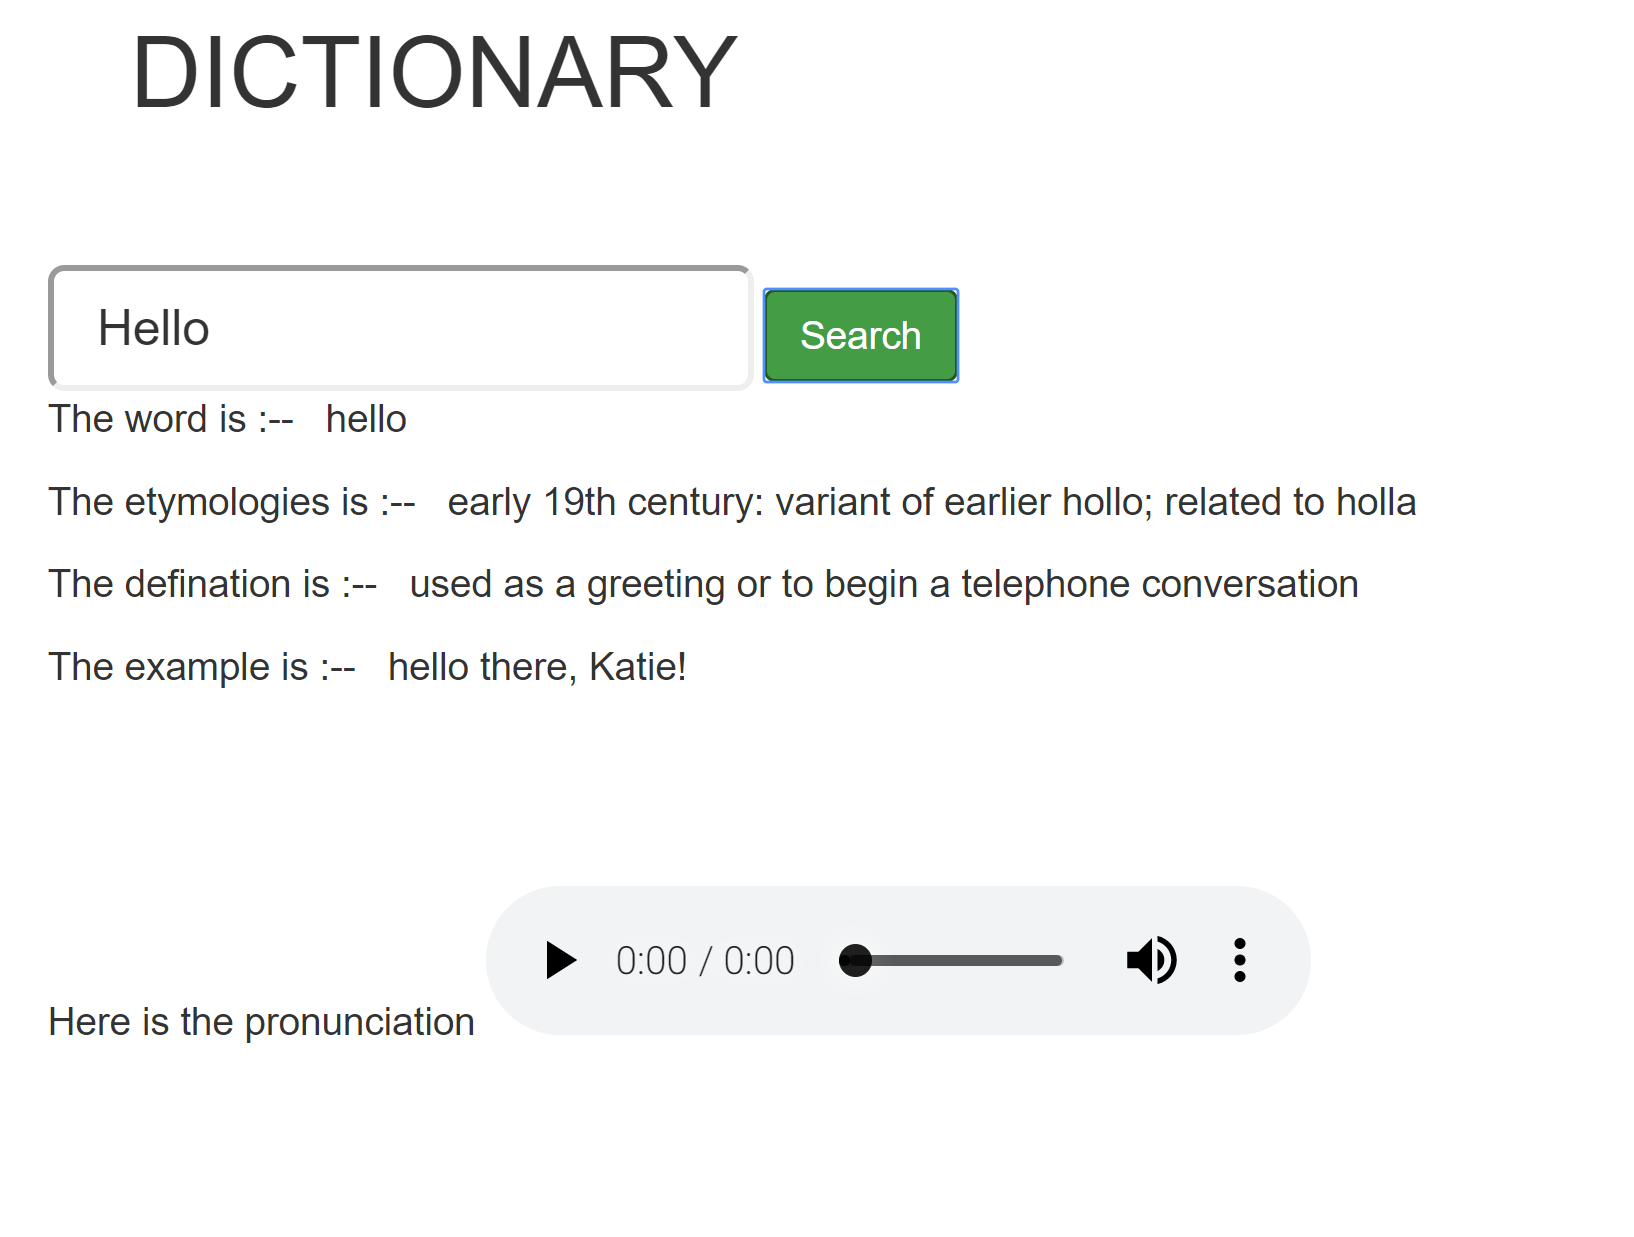 DICTIONARY
Hello
Search
The word is :-- hello
The etymologies is :-- early 19th century: variant of earlier hollo; related to holla
The defination is :-- used as a greeting or to begin a telephone conversation
The example is :-- hello there, Katie!
0:00 / 0:00
Here is the pronunciation